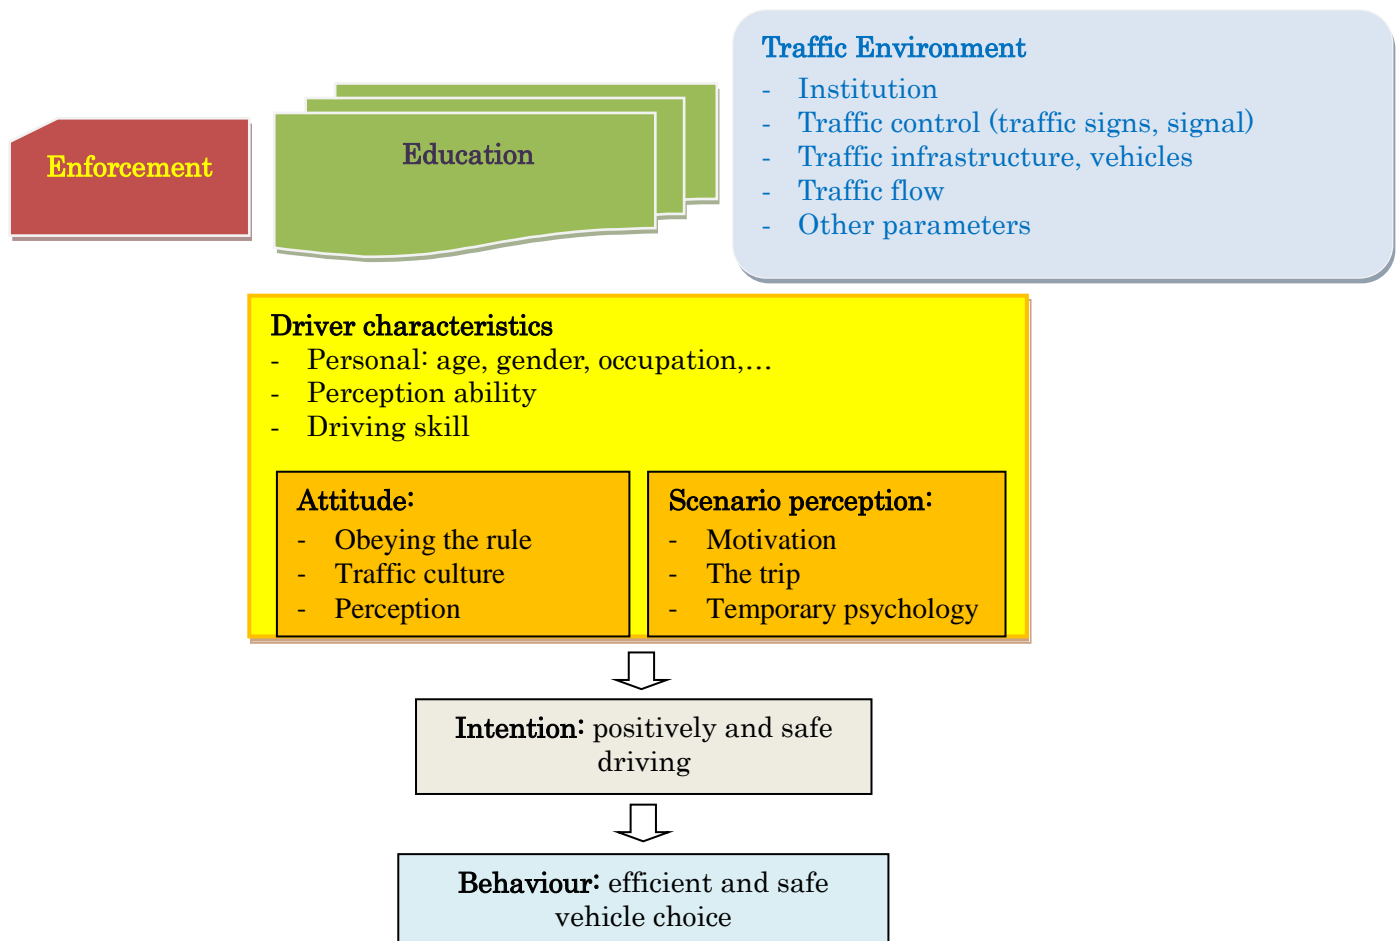 Enforcement
Education
Traffic Environment
- Institution
- Traffic control (traffic signs, signal)
- Traffic infrastructure, vehicles
- Traffic flow
- Other parameters
Driver characteristics
- Personal: age, gender, occupation,…
- Perception ability
- Driving skill
Attitude:
- Obeying the rule
- Traffic culture
- Perception
Scenario perception:
- Motivation
- The trip
- Temporary psychology
Intention: positively and safe
driving
Behaviour: efficient and safe
vehicle choice